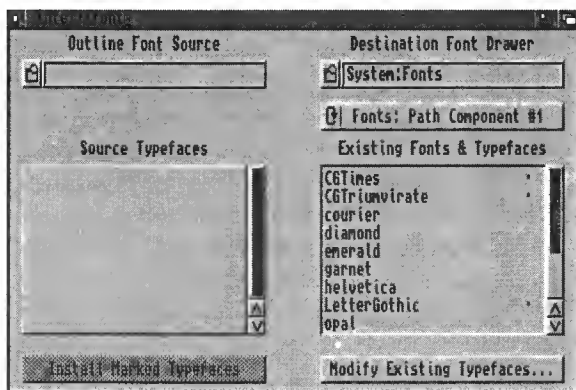 Intellifonts
Outline Font Source
Destination Font Drawer
System:Fonts
Fonts: Path Component #1
Source Typefaces
Existing Fonts & Typefaces
CGTimes *
CGTriumvirate *
courier
diamond
emerald
garnet
helvetica
LetterGothic *
opal
Install Marked Typefaces
Modify Existing Typefaces...